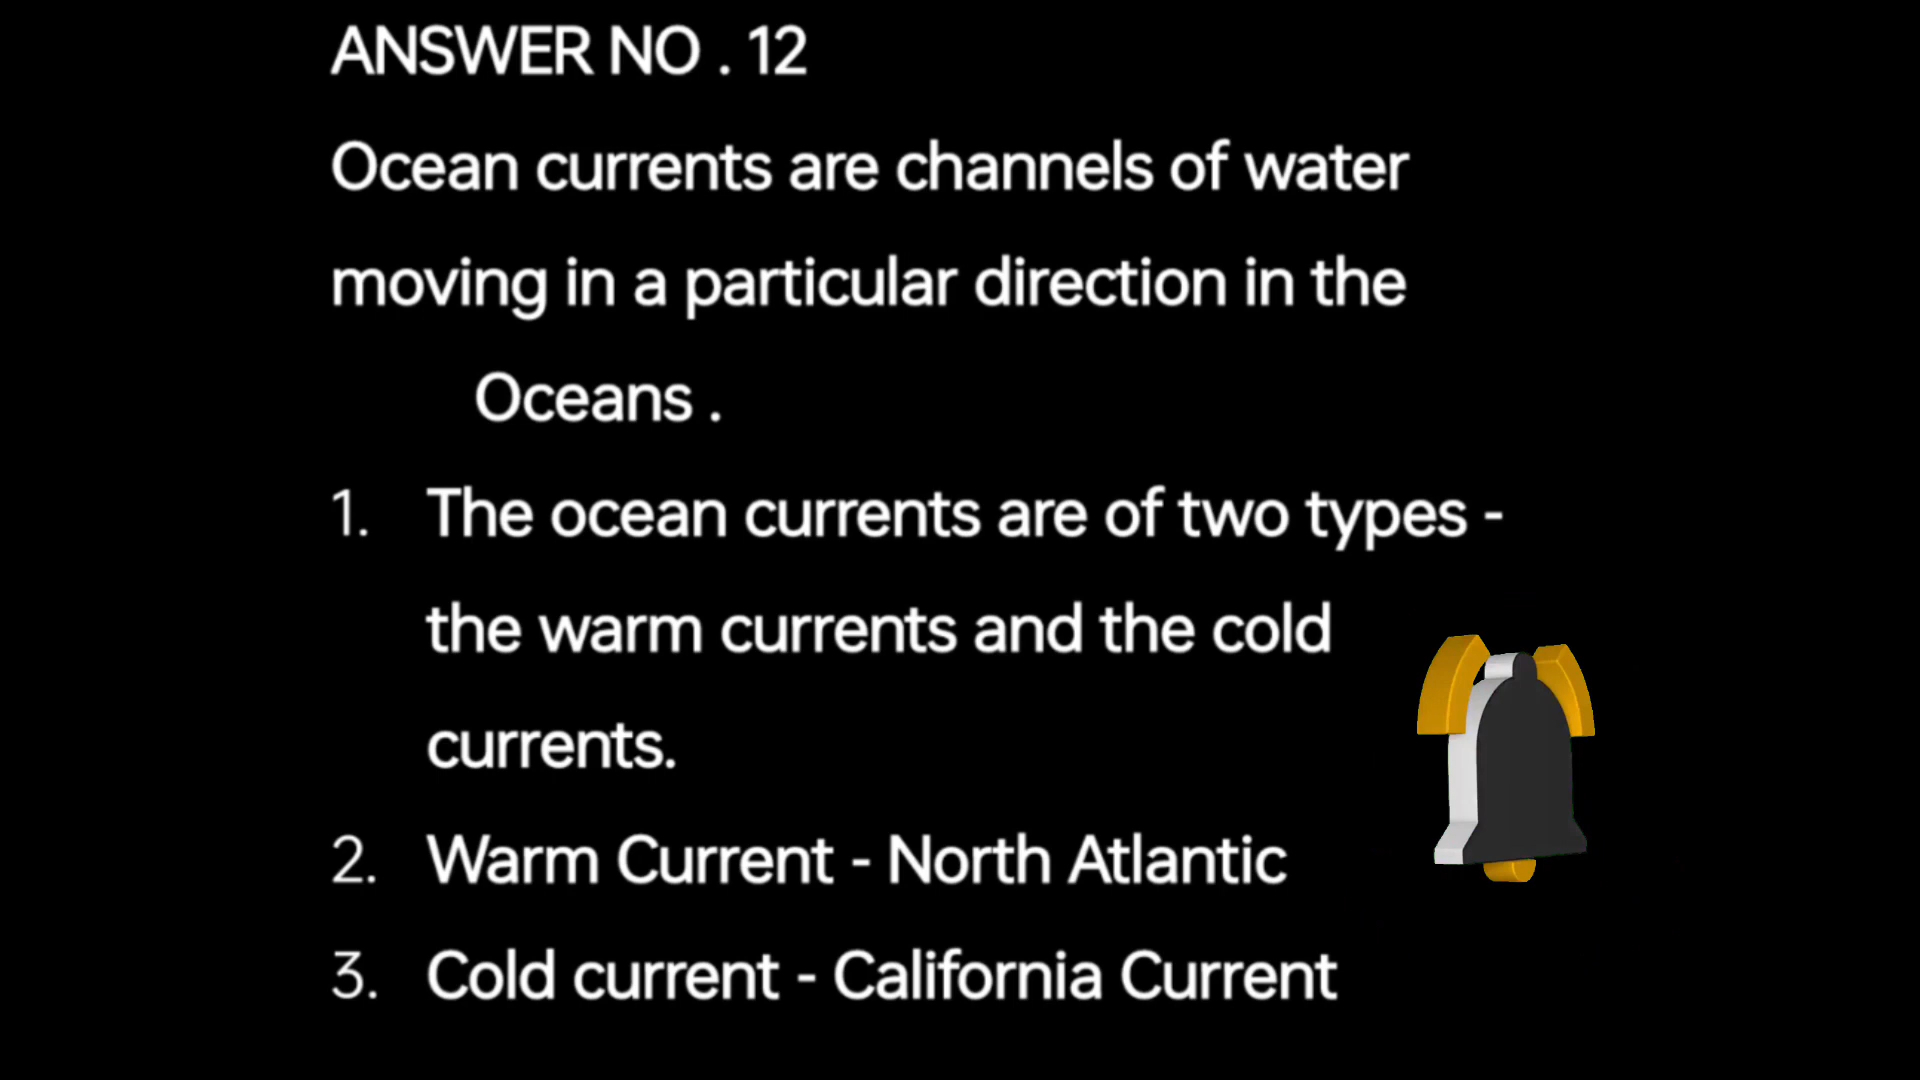 ANSWER NO . 12
Ocean currents are channels of water
moving in a particular direction in the
Oceans .
1. The ocean currents are of two types -
the warm currents and the cold
currents.
2. Warm Current - North Atlantic
3. Cold current - California Current